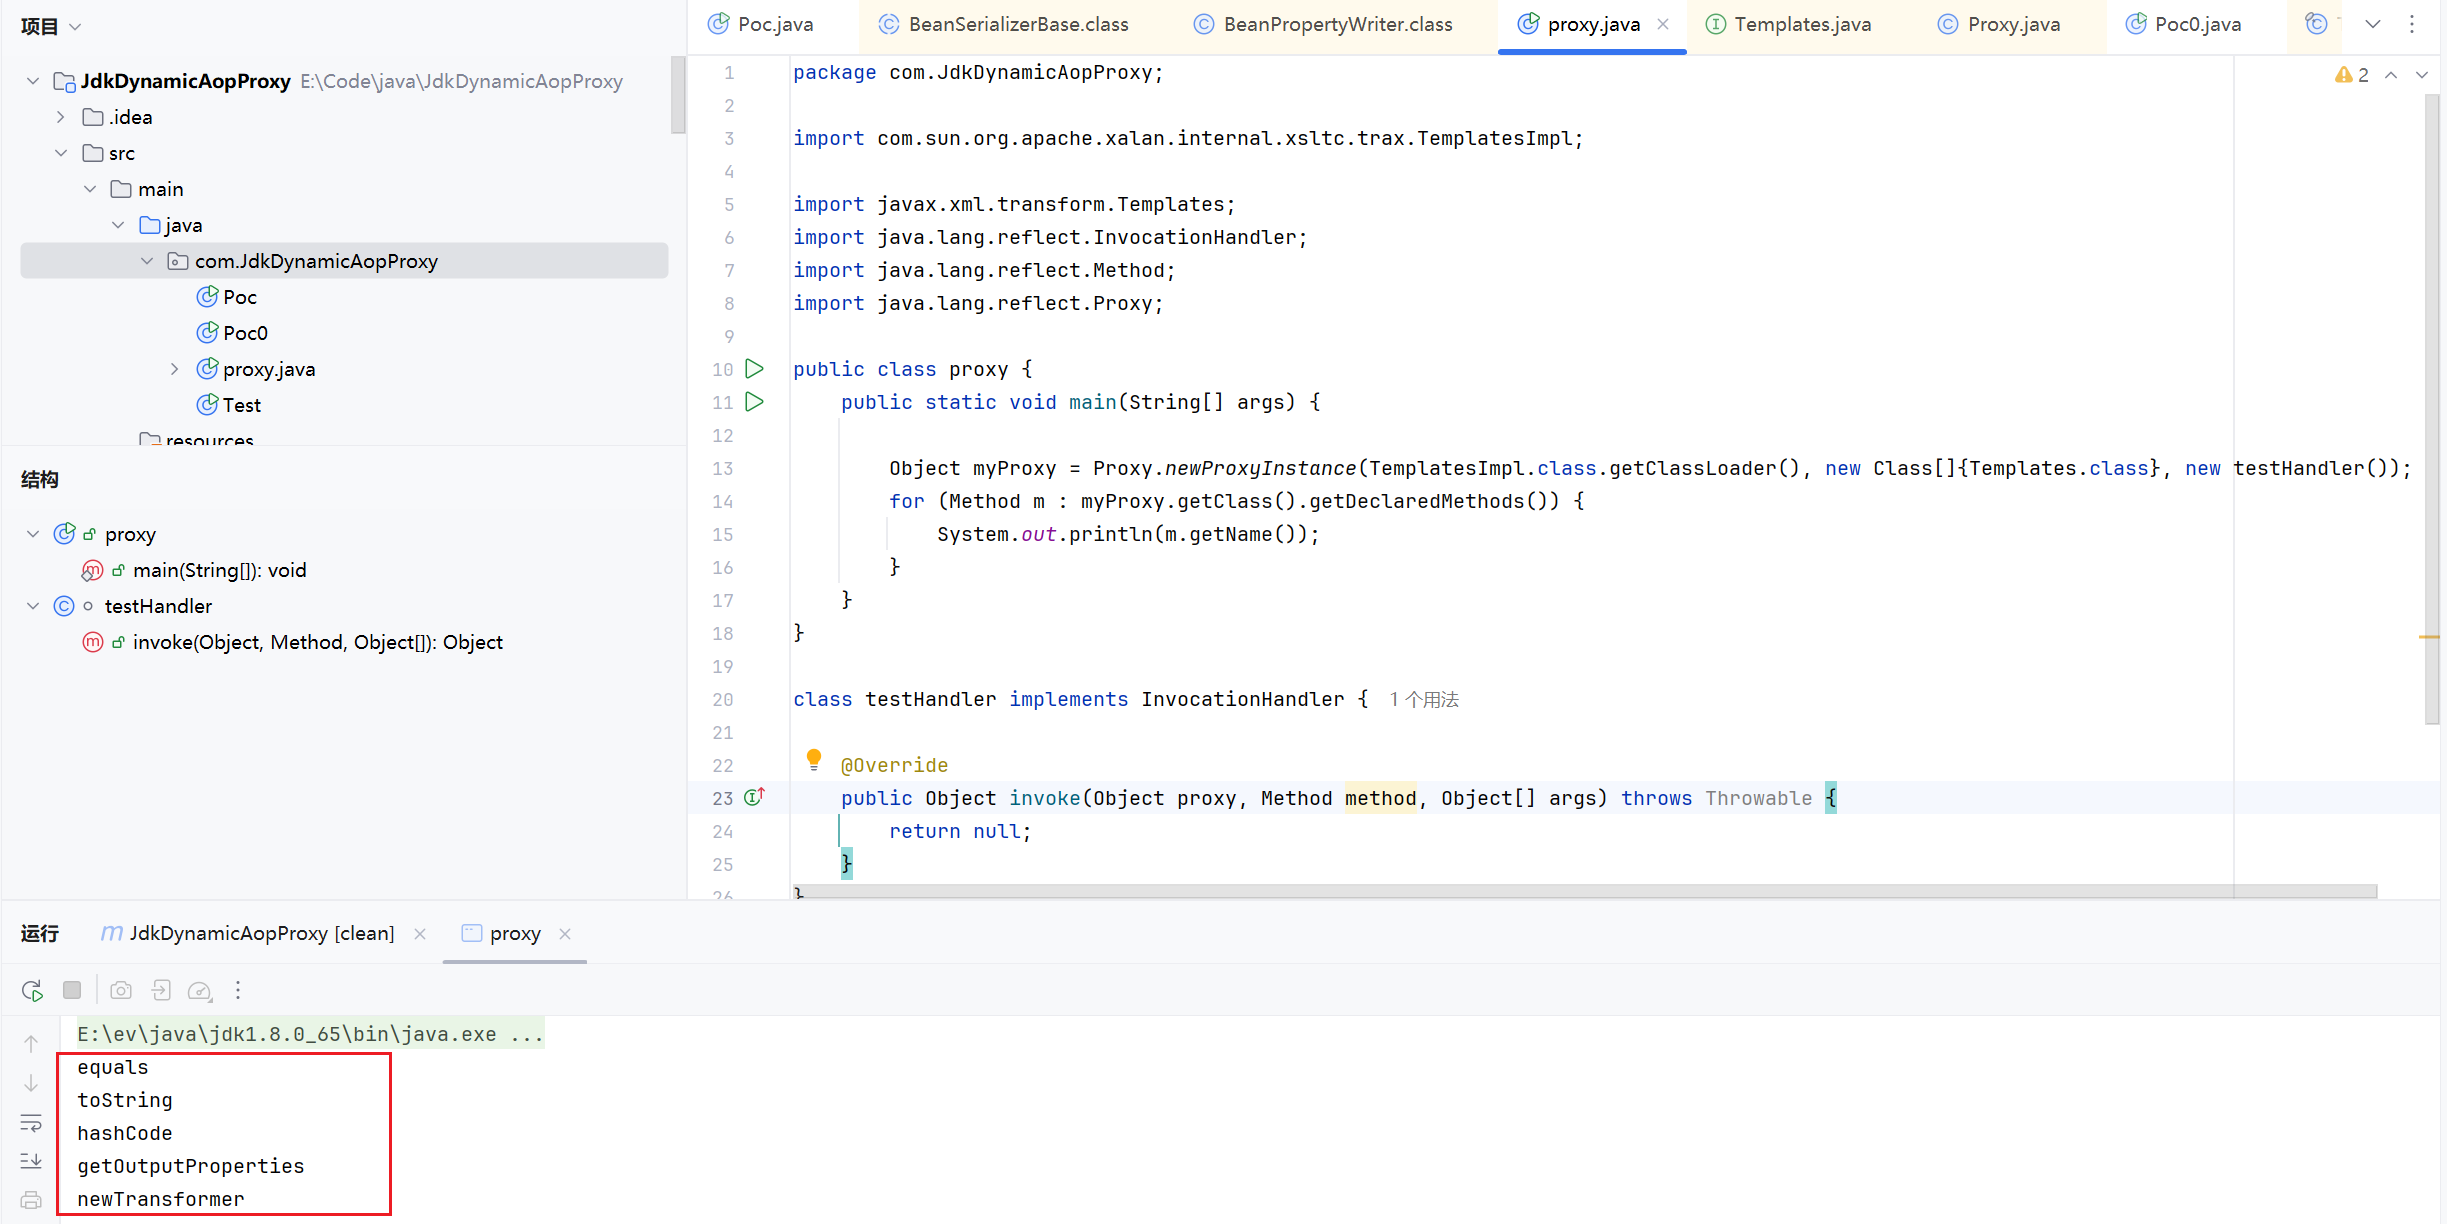 项目
JdkDynamicAopProxy E:\Code\java\JdkDynamicAopProxy
.idea
src
main
java
com.JdkDynamicAopProxy
Poc
Poc0
proxy.java
Test
resources
结构
proxy
main(String[]): void
testHandler
invoke(Object, Method, Object[]): Object
Poc.java BeanSerializerBase.class BeanPropertyWriter.class proxy.java Templates.java Proxy.java Poc0.java
2
1 package com.JdkDynamicAopProxy;
2
3 import com.sun.org.apache.xalan.internal.xsltc.trax.TemplatesImpl;
4
5 import javax.xml.transform.Templates;
6 import java.lang.reflect.InvocationHandler;
7 import java.lang.reflect.Method;
8 import java.lang.reflect.Proxy;
9
10 public class proxy {
11 public static void main(String[] args) {
12
13 Object myProxy = Proxy.newProxyInstance(TemplatesImpl.class.getClassLoader(), new Class[]{Templates.class}, new testHandler());
14 for (Method m : myProxy.getClass().getDeclaredMethods()) {
15 System.out.println(m.getName());
16 }
17 }
18 }
19
20 class testHandler implements InvocationHandler { 1 个用法
21
22 @Override
23 public Object invoke(Object proxy, Method method, Object[] args) throws Throwable {
24 return null;
25 }
26 }
运行 JdkDynamicAopProxy [clean] proxy
E:\ev\java\jdk1.8.0_65\bin\java.exe ...
equals
toString
hashCode
getOutputProperties
newTransformer